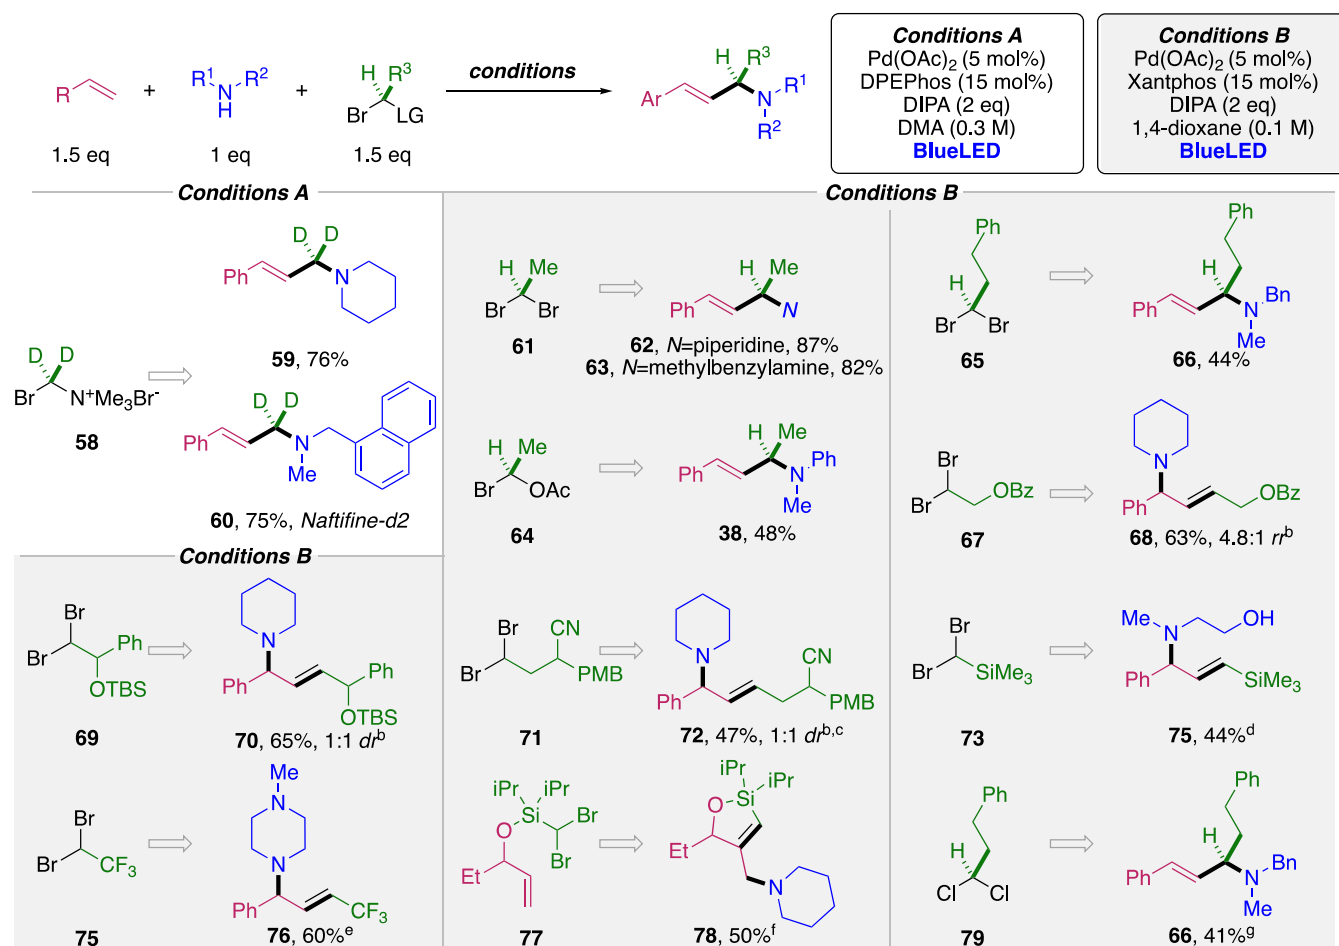 R
+
R1
R2
N
H
+
H
R3
Br
LG
conditions
Ar
R3
H
N
R1
R2
1.5 eq
1 eq
1.5 eq
Conditions A
Pd(OAc)2 (5 mol%)
DPEPhos (15 mol%)
DIPA (2 eq)
DMA (0.3 M)
BlueLED
Conditions B
Pd(OAc)2 (5 mol%)
Xantphos (15 mol%)
DIPA (2 eq)
1,4-dioxane (0.1 M)
BlueLED
Conditions A
D D
Br
N+Me3Br-
58
D D
Ph
N
59, 76%
D D
Ph
N
Me
60, 75%, Naftifine-d2
Conditions B
H
Me
Br Br
61
H
Me
Ph
N
62, N=piperidine, 87%
63, N=methylbenzylamine, 82%
Ph
H
Br Br
65
Ph
H
Ph
N
Bn
Me
66, 44%
H
Me
Br
OAc
64
H
Me
Ph
N
Ph
Me
38, 48%
Br
Br
OBz
67
N
Ph
OBz
68, 63%, 4.8:1 rrb
Conditions B
Br
Br
Ph
OTBS
69
N
Ph
Ph
OTBS
70, 65%, 1:1 drb
Br
Br
CN
PMB
71
N
Ph
CN
PMB
72, 47%, 1:1 drb,c
Br
Br
SiMe3
73
Me
N
OH
Ph
SiMe3
75, 44%d
Br
Br
CF3
75
Me
N
N
Ph
CF3
76, 60%e
iPr
iPr
Si
Br
O
Br
Et
77
iPr
iPr
Si
O
Et
N
78, 50%f
Ph
H
Cl Cl
79
Ph
H
Ph
N
Bn
Me
66, 41%g